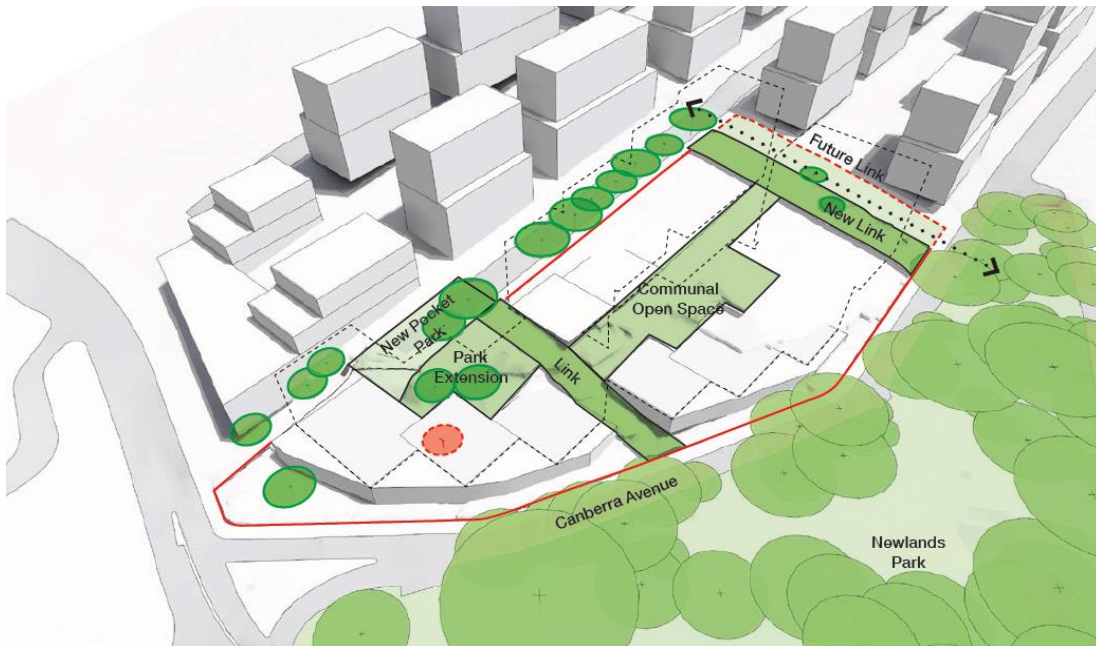 Future Link
New Link
Communal
Open Space
New Pocket
Park
Park
Extension
Link
Canberra Avenue
Newlands
Park